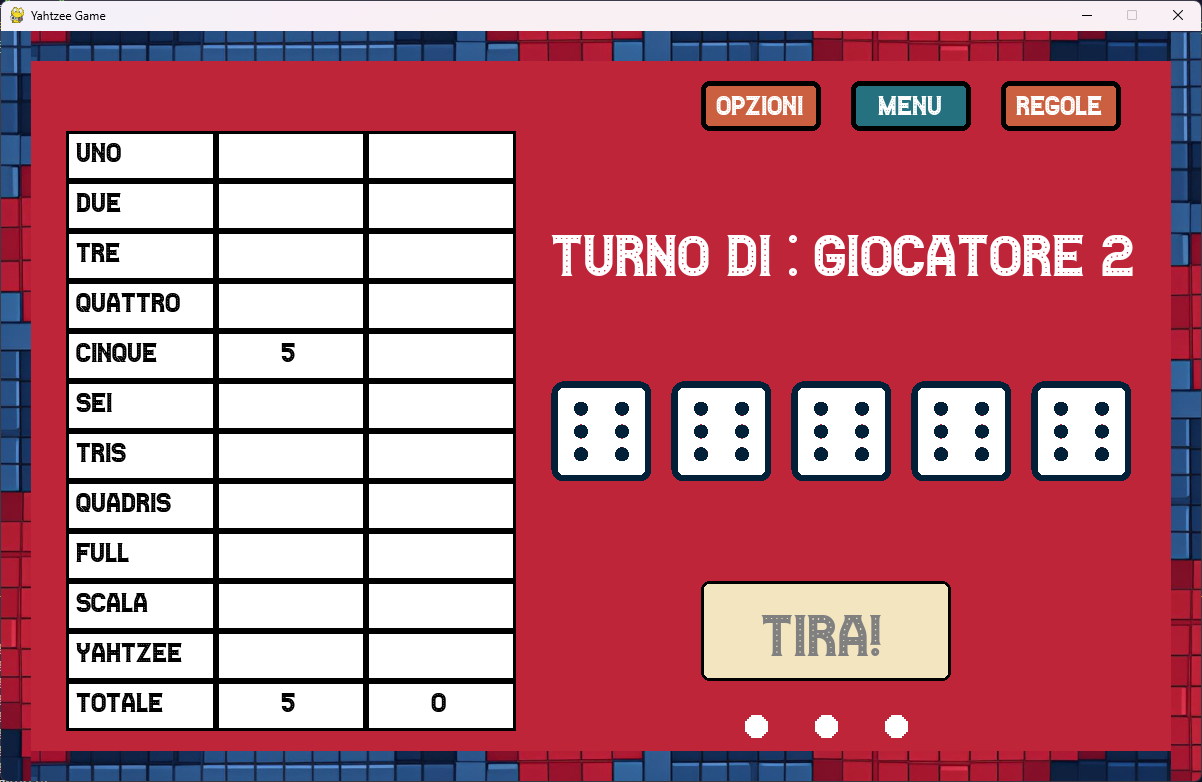 Yahtzee Game
OPZIONI MENU REGOLE
UNO
DUE
TRE
QUATTRO
CINQUE 5
SEI
TRIS
QUADRIS
FULL
SCALA
YAHTZEE
TOTALE 5 0
TURNO DI : GIOCATORE 2
TIRA!